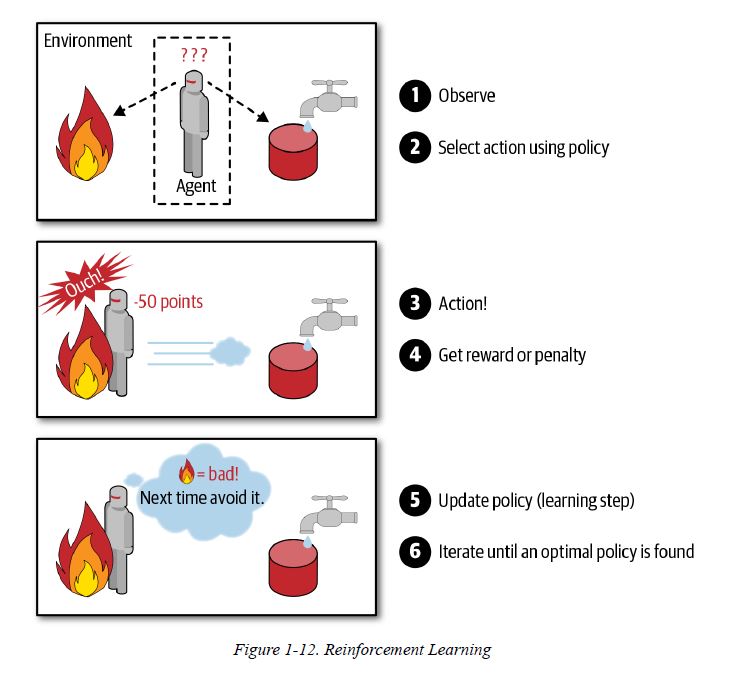 Environment
???
Agent
1 Observe
2 Select action using policy
Ouch!
-50 points
3 Action!
4 Get reward or penalty
= bad!
Next time avoid it.
5 Update policy (learning step)
6 Iterate until an optimal policy is found
Figure 1-12. Reinforcement Learning